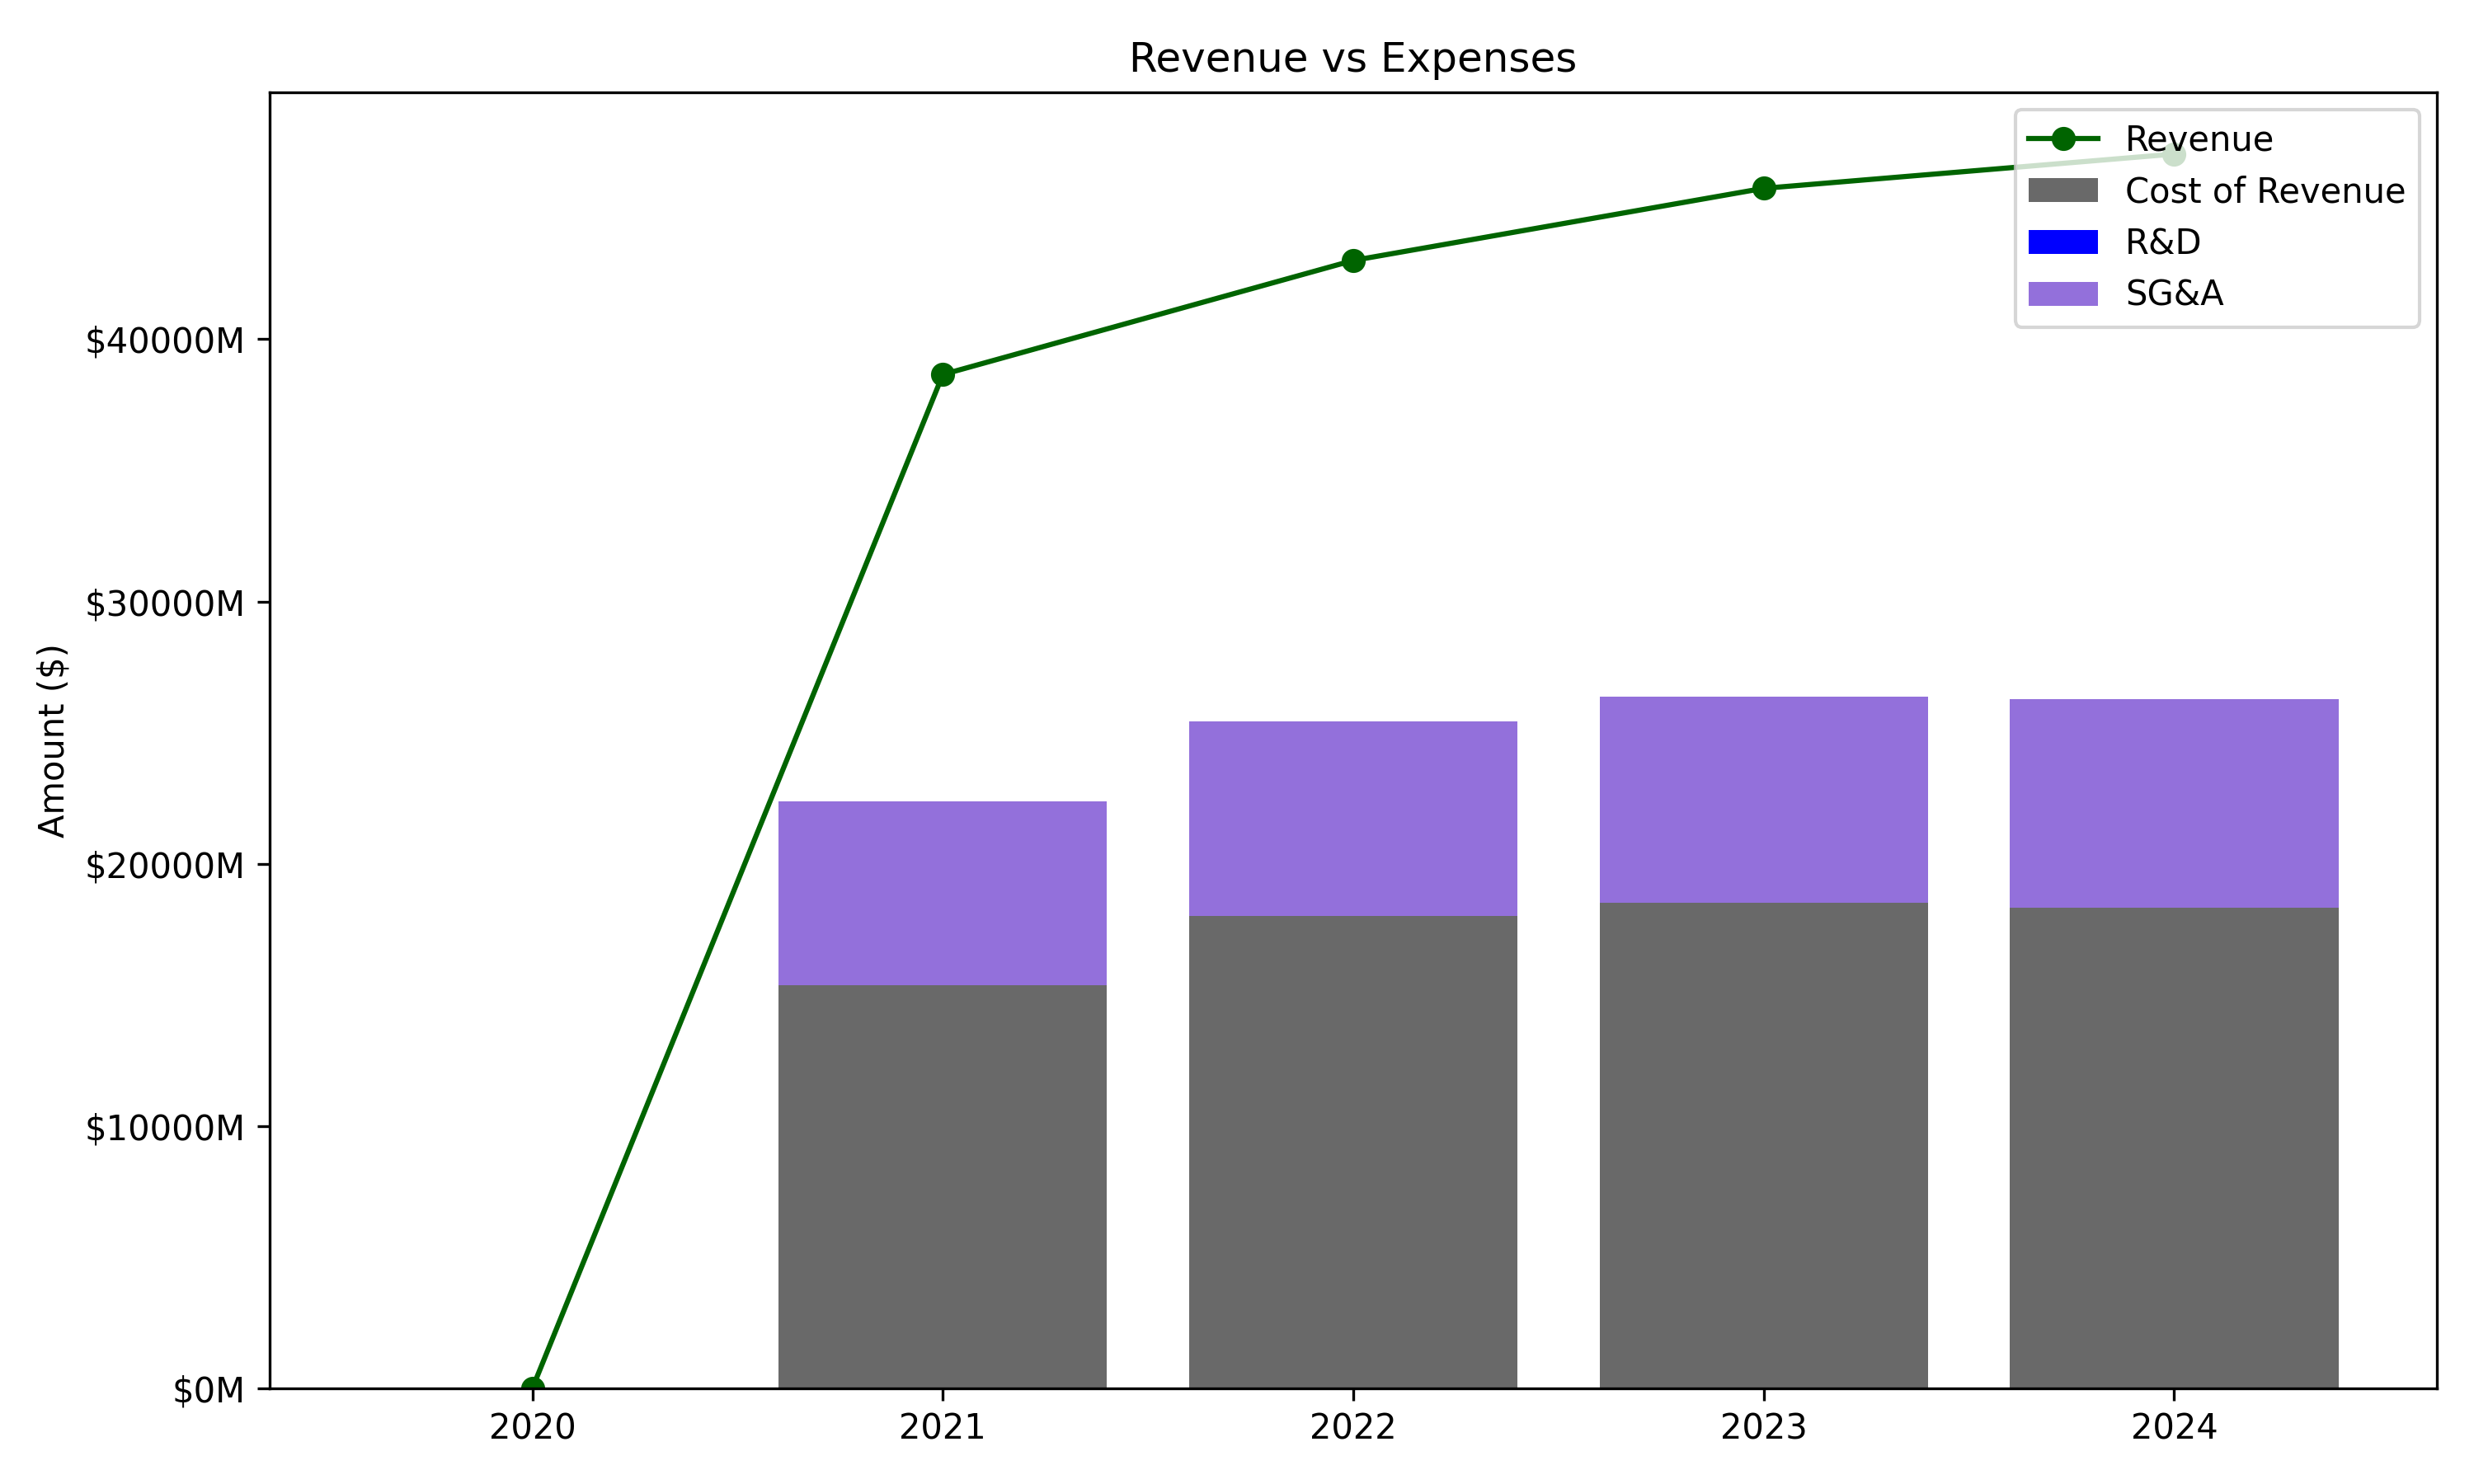 Revenue vs Expenses
Revenue
Cost of Revenue
R&D
SG&A
Amount ($)
$40000M
$30000M
$20000M
$10000M
$0M
2020
2021
2022
2023
2024